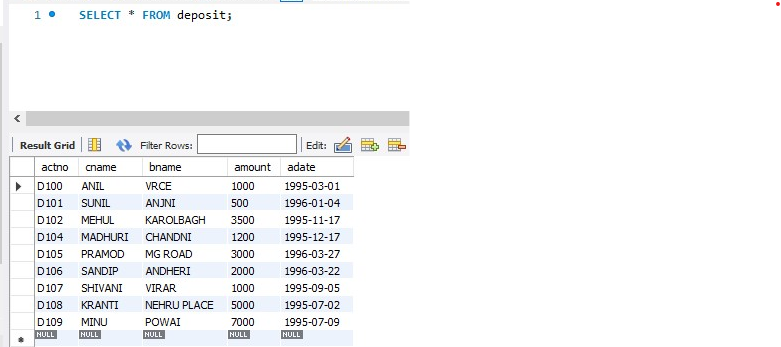 1 SELECT * FROM deposit;
Result Grid Filter Rows: Edit:
actno cname bname amount adate
D100 ANIL VRCE 1000 1995-03-01
D101 SUNIL ANJNI 500 1996-01-04
D102 MEHUL KAROLBAGH 3500 1995-11-17
D104 MADHURI CHANDNI 1200 1995-12-17
D105 PRAMOD MG ROAD 3000 1996-03-27
D106 SANDIP ANDHERI 2000 1996-03-22
D107 SHIVANI VIRAR 1000 1995-09-05
D108 KRANTI NEHRU PLACE 5000 1995-07-02
D109 MINU POWAI 7000 1995-07-09
NULL NULL NULL NULL NULL